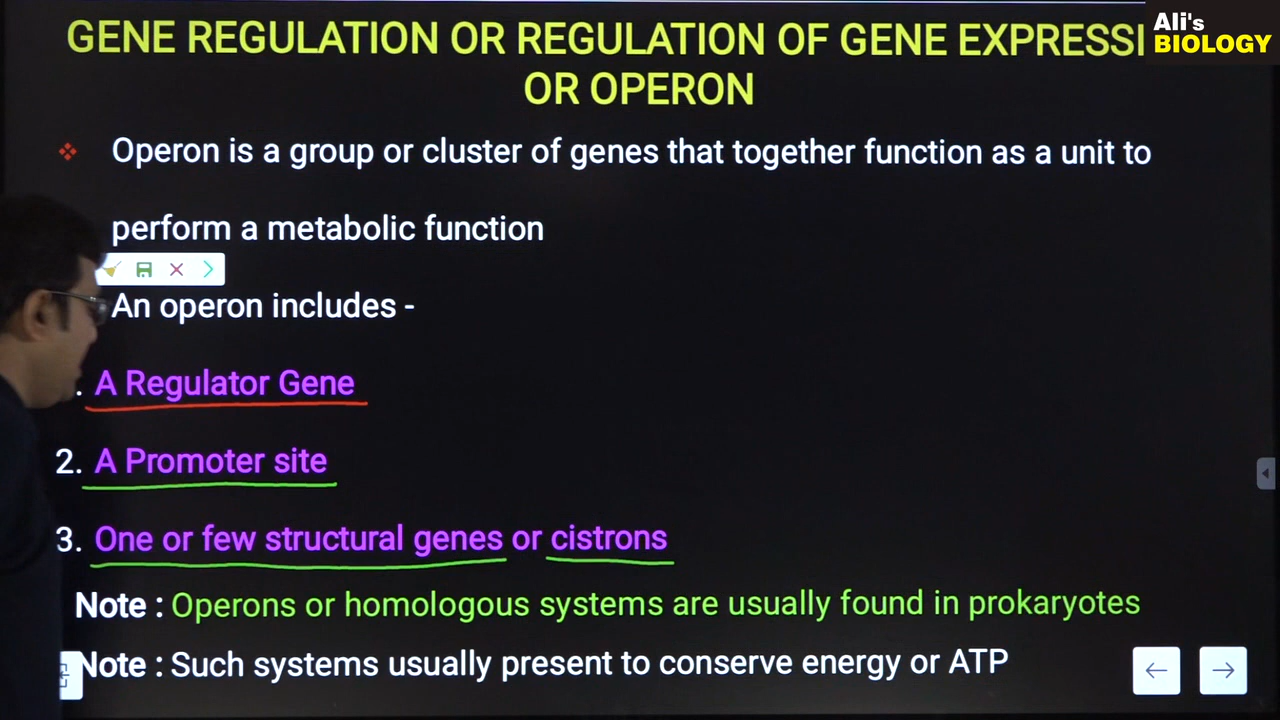 GENE REGULATION OR REGULATION OF GENE EXPRESSI
OR OPERON
Ali's
BIOLOGY
Operon is a group or cluster of genes that together function as a unit to
perform a metabolic function
An operon includes -
. A Regulator Gene
2. A Promoter site
3. One or few structural genes or cistrons
Note : Operons or homologous systems are usually found in prokaryotes
Note : Such systems usually present to conserve energy or ATP